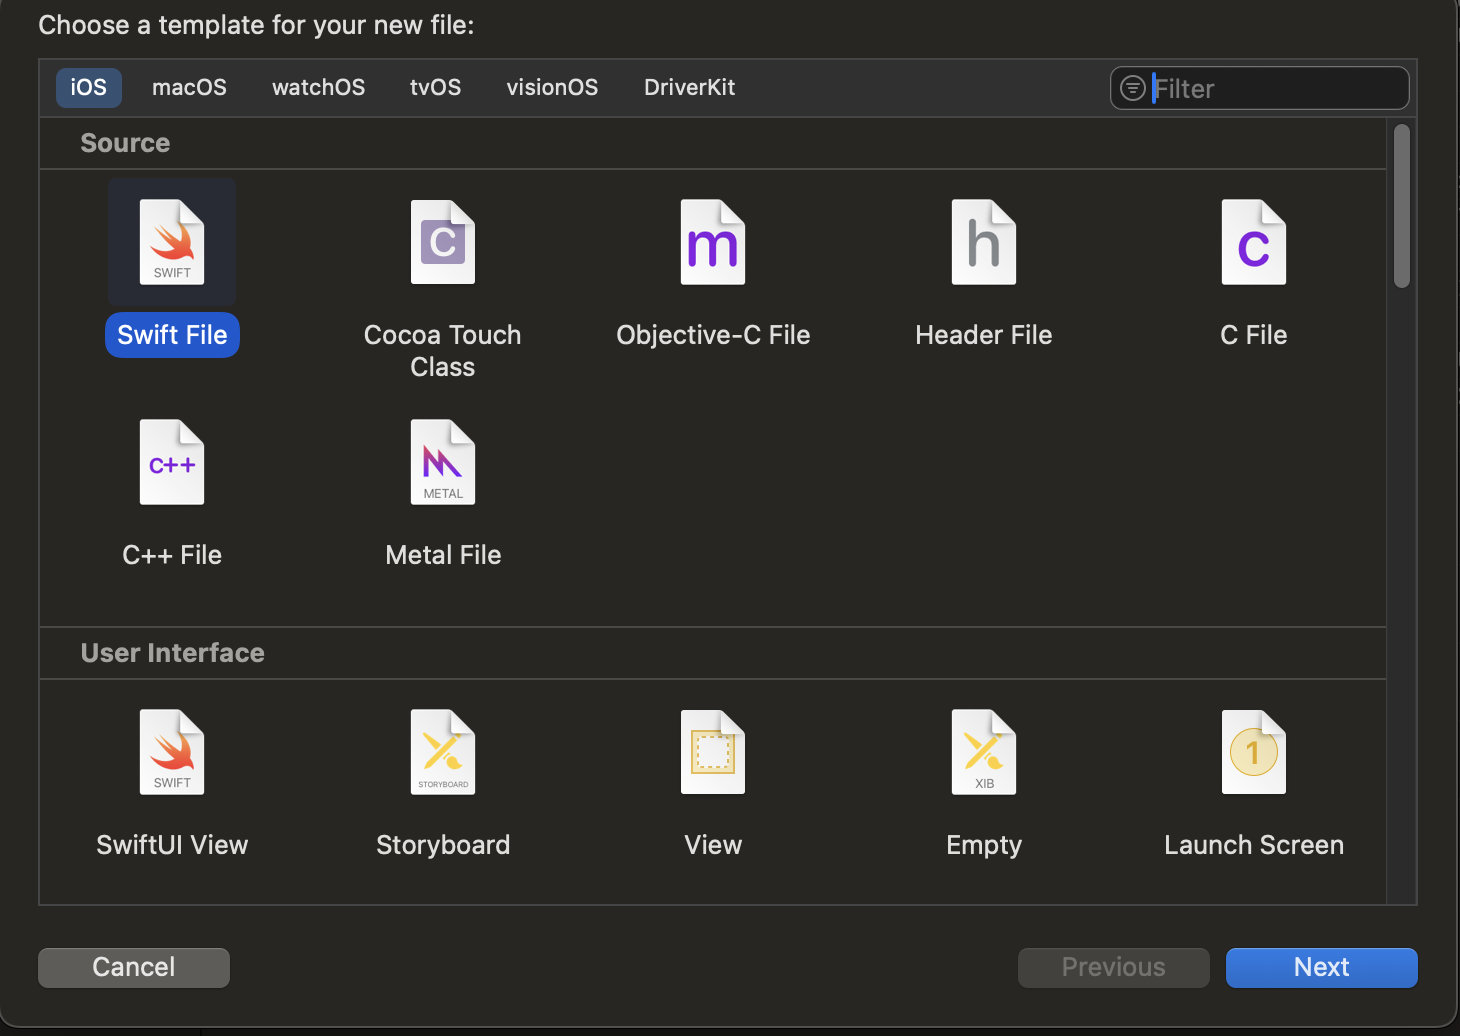 Choose a template for your new file:
iOS macOS watchOS tvOS visionOS DriverKit Filter
Source
SWIFT C m h c
Swift File Cocoa Touch Objective-C File Header File C File
Class
C++ METAL
C++ File Metal File
User Interface
SWIFT STORYBOARD XIB 1
SwiftUI View Storyboard View Empty Launch Screen
Cancel Previous Next